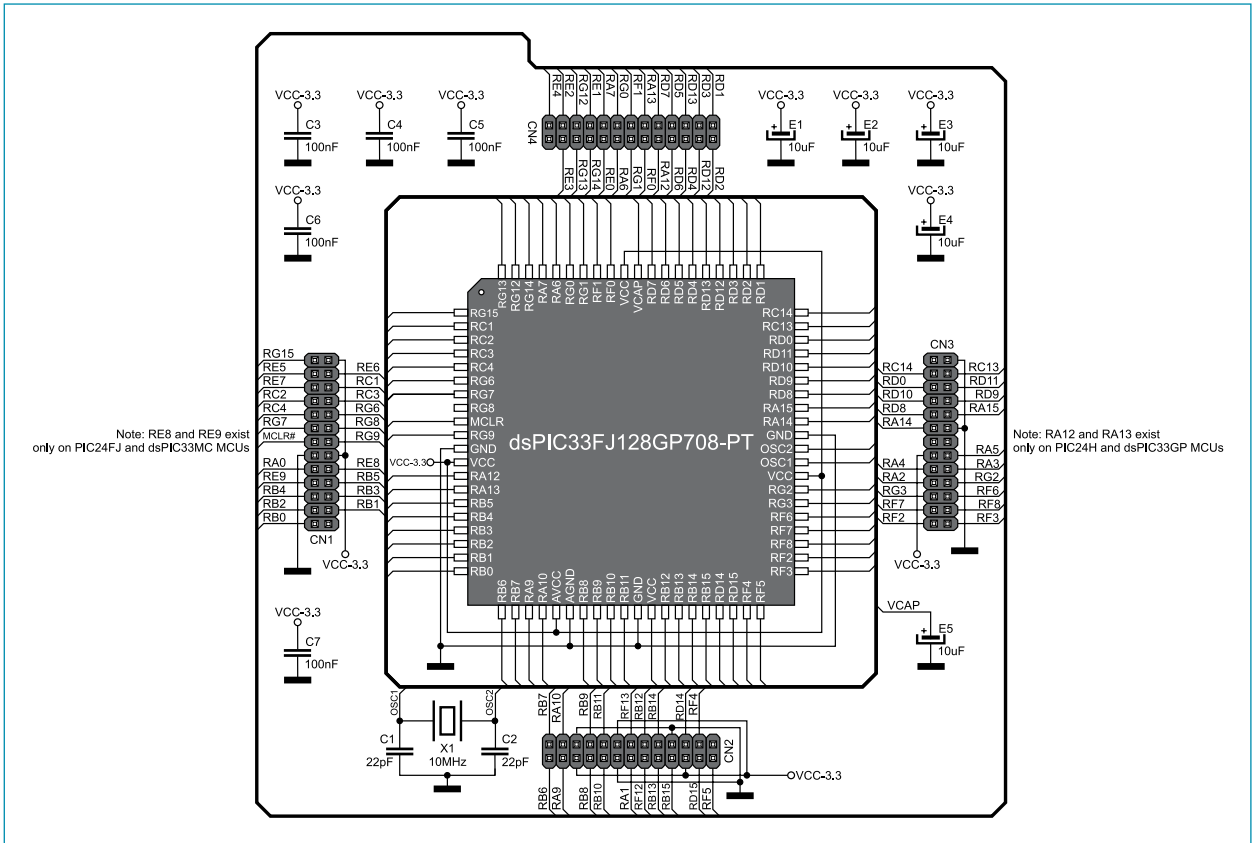 RE4
RE2
RG12
RE1
RA7
RG0
RF1
RA13
RD7
RD5
RD13
RD3
RD1
CN4
RE3
RG13
RG14
RE0
RA6
RG1
RF0
RA12
RD6
RD4
RD12
RD2
VCC-3.3
C3
100nF
VCC-3.3
C4
100nF
VCC-3.3
C5
100nF
VCC-3.3
E1
10uF
VCC-3.3
E2
10uF
VCC-3.3
E3
10uF
VCC-3.3
C6
100nF
VCC-3.3
E4
10uF
RG13
RG12
RG14
RA7
RA6
RG0
RG1
RF1
RF0
VCC
VCAP
RD7
RD6
RD5
RD4
RD13
RD12
RD3
RD2
RD1
RG15
RC1
RC2
RC3
RC4
RG6
RG7
RG8
MCLR
RG9
GND
VCC
RA12
RA13
RB5
RB4
RB3
RB2
RB1
RB0
dsPIC33FJ128GP708-PT
RC14
RC13
RD0
RD11
RD10
RD9
RD8
RA15
RA14
GND
OSC2
OSC1
VCC
RG2
RG3
RF6
RF7
RF8
RF2
RF3
RB6
RB7
RA9
RA10
AVCC
AGND
RB8
RB9
RB10
RB11
GND
VCC
RB12
RB13
RB14
RB15
RD14
RD15
RF4
RF5
VCC-3.3
RG15
RE5
RE7
RC2
RC4
RG7
MCLR#
RA0
RE9
RB4
RB2
RB0
RE6
RC1
RC3
RG6
RG8
RG9
RE8
RB5
RB3
RB1
CN1
VCC-3.3
Note: RE8 and RE9 exist
only on PIC24FJ and dsPIC33MC MCUs
CN3
RC14
RD0
RD10
RD8
RA14
RA4
RA2
RG3
RF7
RF2
RC13
RD11
RD9
RA15
RA5
RA3
RG2
RF6
RF8
RF3
VCC-3.3
Note: RA12 and RA13 exist
only on PIC24H and dsPIC33GP MCUs
VCC-3.3
C7
100nF
VCAP
E5
10uF
OSC1
OSC2
C1
22pF
X1
10MHz
C2
22pF
RB7
RA10
RB9
RB11
RF13
RB12
RB14
RD14
RF4
CN2
VCC-3.3
RB6
RA9
RB8
RB10
RA1
RF12
RB13
RB15
RD15
RF5